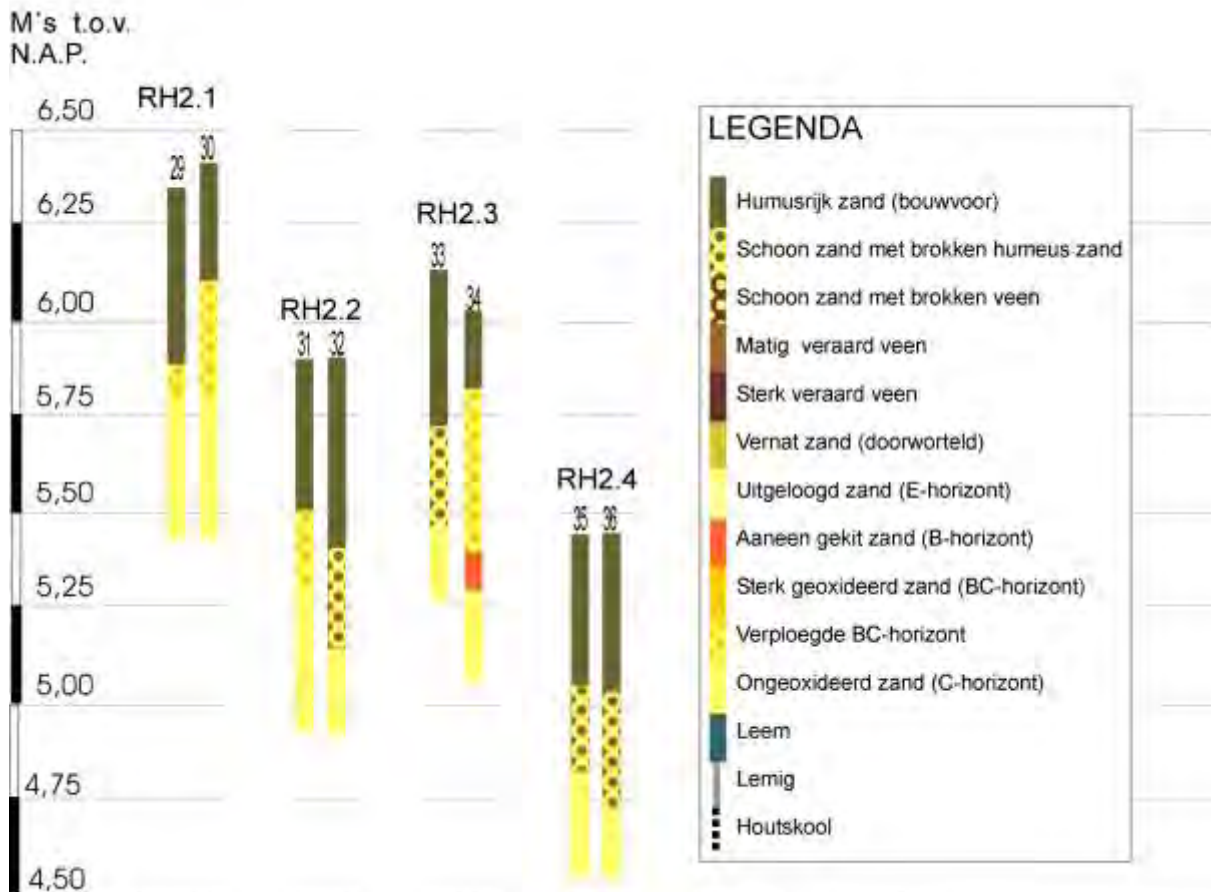 M's t.o.v.
N.A.P.
6,50
6,25
6,00
5,75
5,50
5,25
5,00
4,75
4,50
RH2.1
29
30
RH2.2
31
32
RH2.3
33
34
RH2.4
35
36
LEGENDA
Humusrijk zand (bouwvoor)
Schoon zand met brokken humeus zand
Schoon zand met brokken veen
Matig veraard veen
Sterk veraard veen
Vernat zand (doorworteld)
Uitgeloogd zand (E-horizont)
Aaneen gekit zand (B-horizont)
Sterk geoxideerd zand (BC-horizont)
Verploegde BC-horizont
Ongeoxideerd zand (C-horizont)
Leem
Lemig
Houtskool